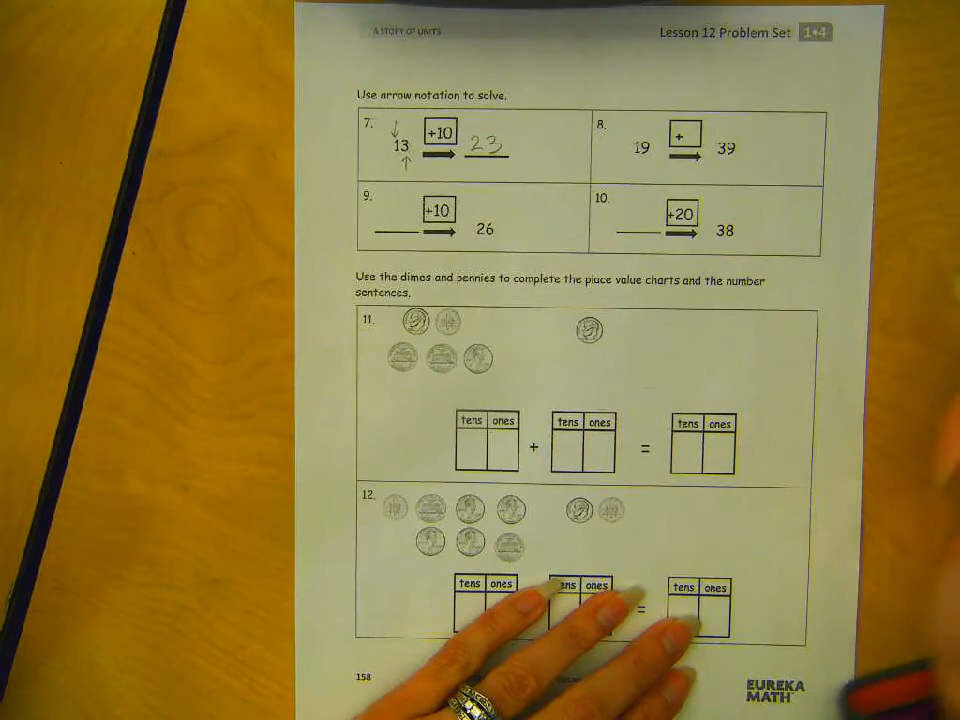 A STORY OF UNITS
Lesson 12 Problem Set 1•4
Use arrow notation to solve.
7. 13 +10 23
8. 19 + 39
9. +10 26
10. +20 38
Use the dimes and pennies to complete the place value charts and the number
sentences.
11.
tens ones + tens ones = tens ones
12.
tens ones tens ones = tens ones
158
EUREKA
MATH